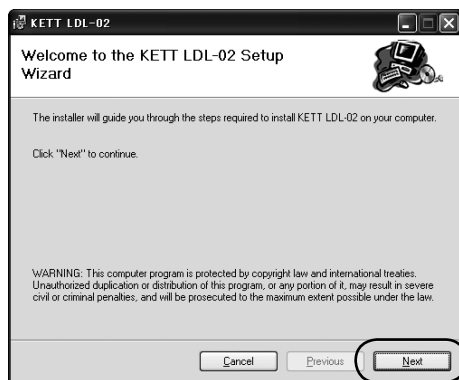 KETT LDL-02
Welcome to the KETT LDL-02 Setup
Wizard
The installer will guide you through the steps required to install KETT LDL-02 on your computer.
Click "Next" to continue.
WARNING: This computer program is protected by copyright law and international treaties.
Unauthorized duplication or distribution of this program, or any portion of it, may result in severe
civil or criminal penalties, and will be prosecuted to the maximum extent possible under the law.
Cancel
Previous
Next